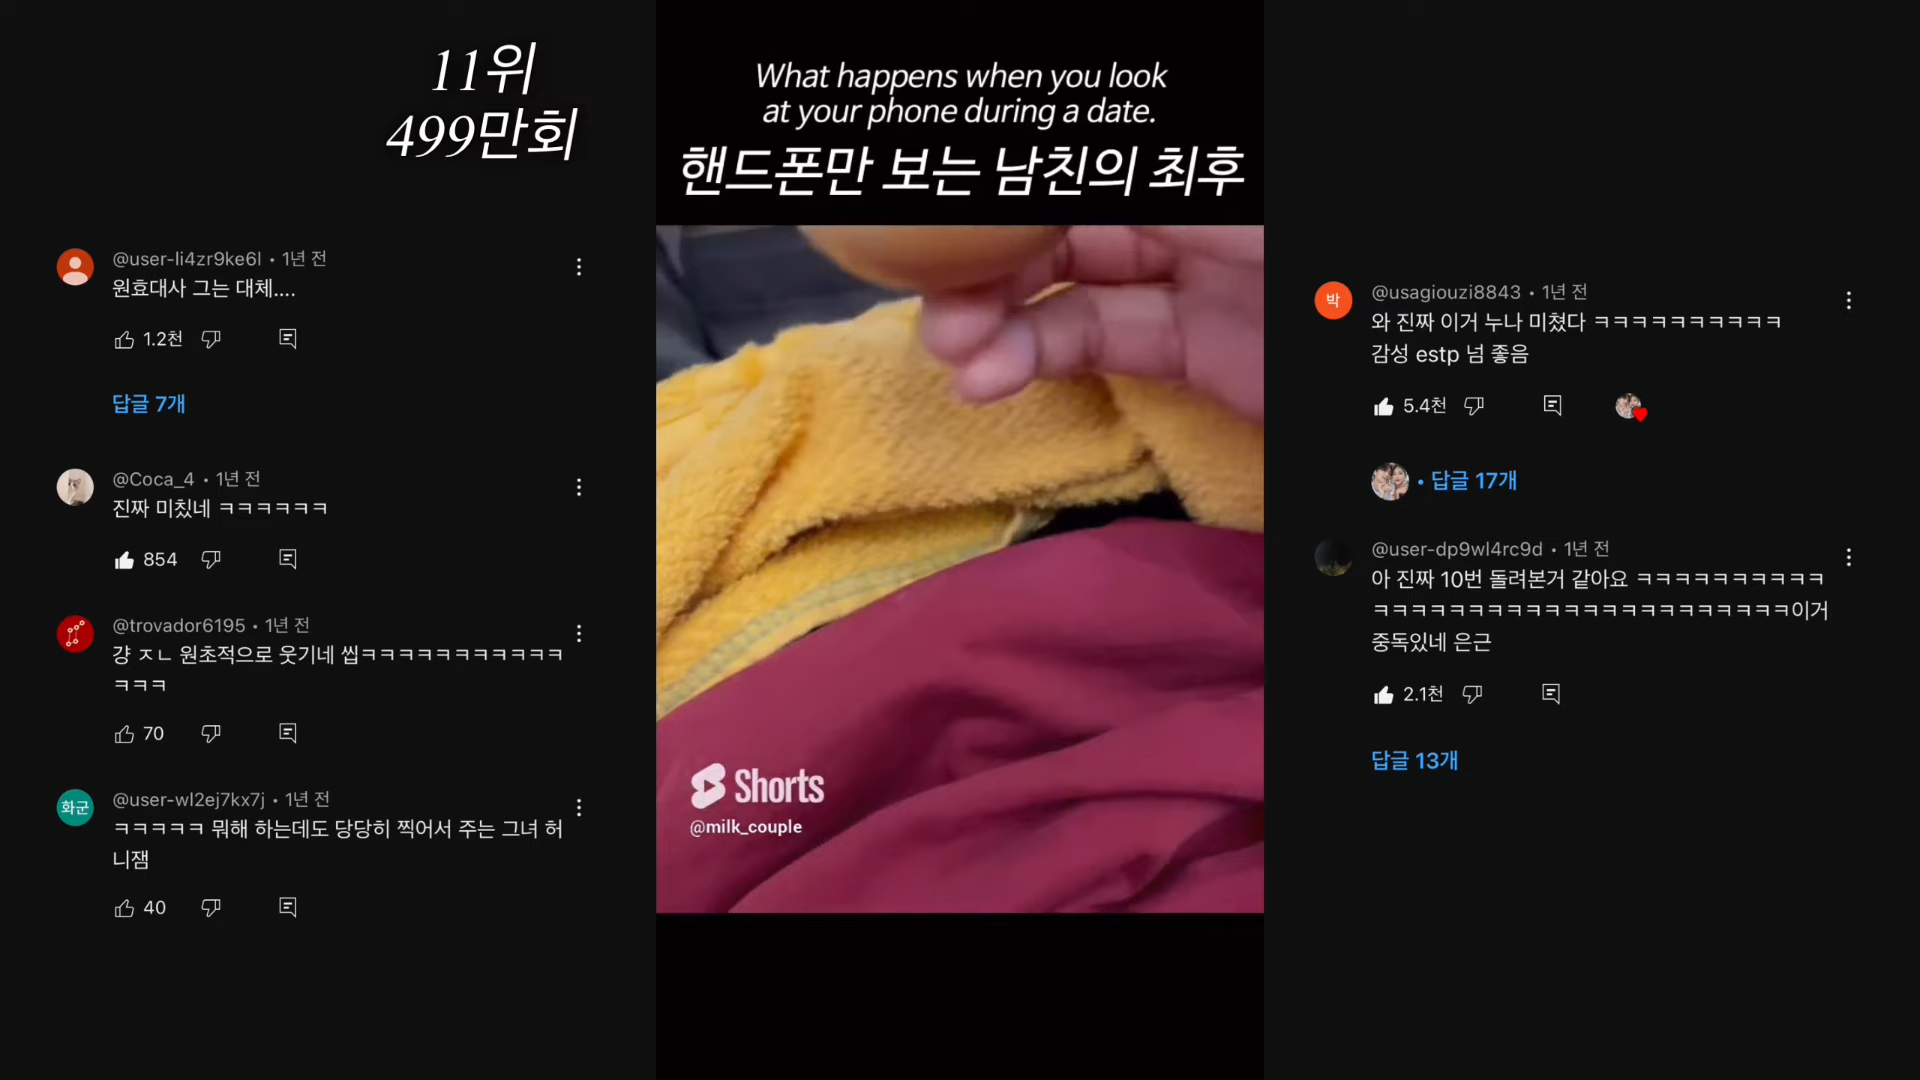 11위
499만회
@user-li4zr9ke6l • 1년 전
원효대사 그는 대체....
1.2천
답글 7개
@Coca_4 • 1년 전
진짜 미칬네 ㅋㅋㅋㅋㅋㅋ
854
@trovador6195 • 1년 전
걍 ㅈㄴ 원초적으로 웃기네 씹ㅋㅋㅋㅋㅋㅋㅋㅋㅋㅋㅋ
ㅋㅋㅋ
70
화군
@user-wl2ej7kx7j • 1년 전
ㅋㅋㅋㅋㅋ 뭐해 하는데도 당당히 찍어서 주는 그녀 허
니잼
40
What happens when you look
at your phone during a date.
핸드폰만 보는 남친의 최후
Shorts
@milk_couple
박
@usagiouzi8843 • 1년 전
와 진짜 이거 누나 미쳤다 ㅋㅋㅋㅋㅋㅋㅋㅋㅋㅋ
감성 estp 넘 좋음
5.4천
• 답글 17개
@user-dp9wl4rc9d • 1년 전
아 진짜 10번 돌려본거 같아요 ㅋㅋㅋㅋㅋㅋㅋㅋㅋㅋ
ㅋㅋㅋㅋㅋㅋㅋㅋㅋㅋㅋㅋㅋㅋㅋㅋㅋㅋㅋㅋㅋㅋ이거
중독있네 은근
2.1천
답글 13개